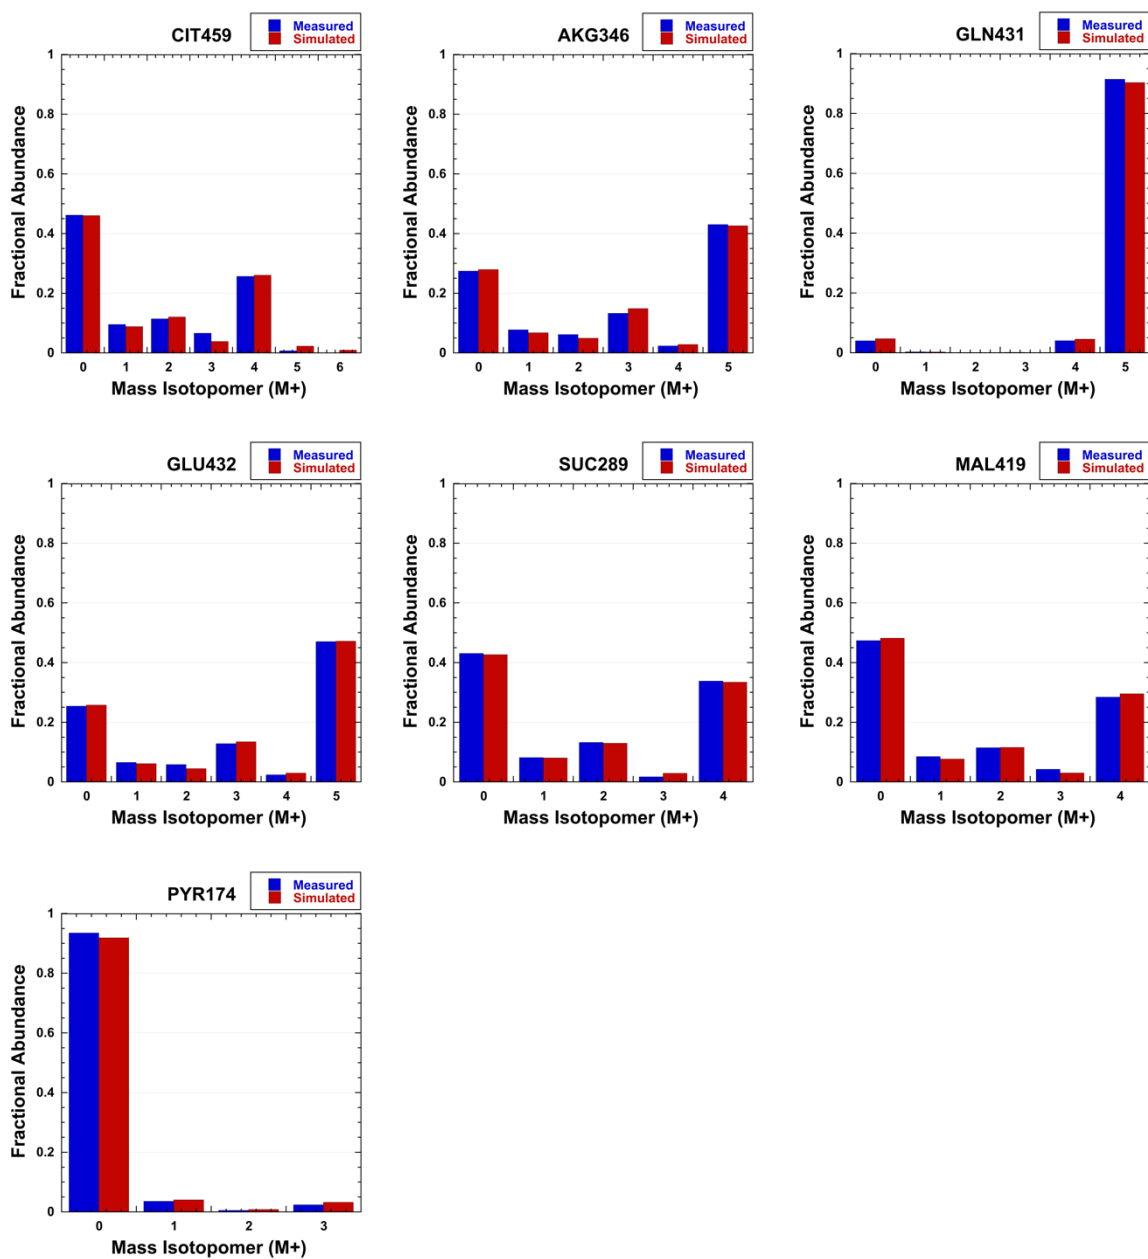 CIT459
Measured
Simulated
Fractional Abundance
1
0.8
0.6
0.4
0.2
0
0 1 2 3 4 5 6
Mass Isotopomer (M+)
AKG346
Measured
Simulated
Fractional Abundance
1
0.8
0.6
0.4
0.2
0
0 1 2 3 4 5
Mass Isotopomer (M+)
GLN431
Measured
Simulated
Fractional Abundance
1
0.8
0.6
0.4
0.2
0
0 1 2 3 4 5
Mass Isotopomer (M+)
GLU432
Measured
Simulated
Fractional Abundance
1
0.8
0.6
0.4
0.2
0
0 1 2 3 4 5
Mass Isotopomer (M+)
SUC289
Measured
Simulated
Fractional Abundance
1
0.8
0.6
0.4
0.2
0
0 1 2 3 4
Mass Isotopomer (M+)
MAL419
Measured
Simulated
Fractional Abundance
1
0.8
0.6
0.4
0.2
0
0 1 2 3 4
Mass Isotopomer (M+)
PYR174
Measured
Simulated
Fractional Abundance
1
0.8
0.6
0.4
0.2
0
0 1 2 3
Mass Isotopomer (M+)